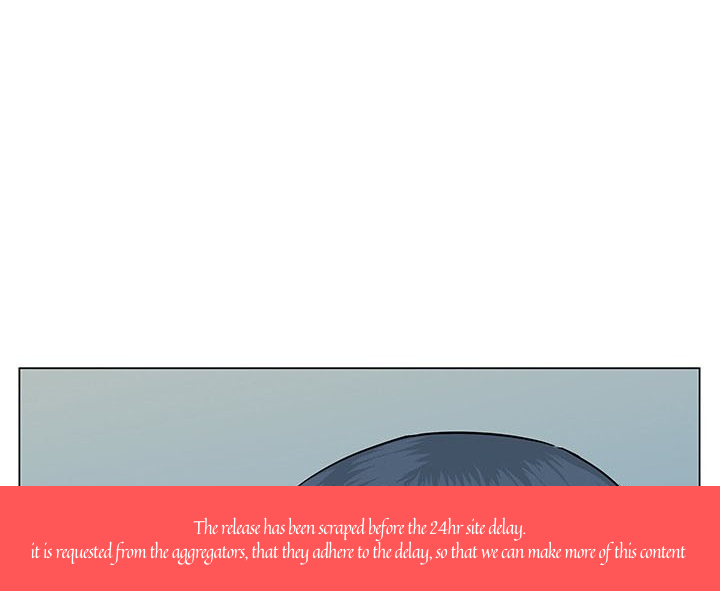 The release has been scraped before the 24hr site delay.
it is requested from the aggregators, that they adhere to the delay, so that we can make more of this content